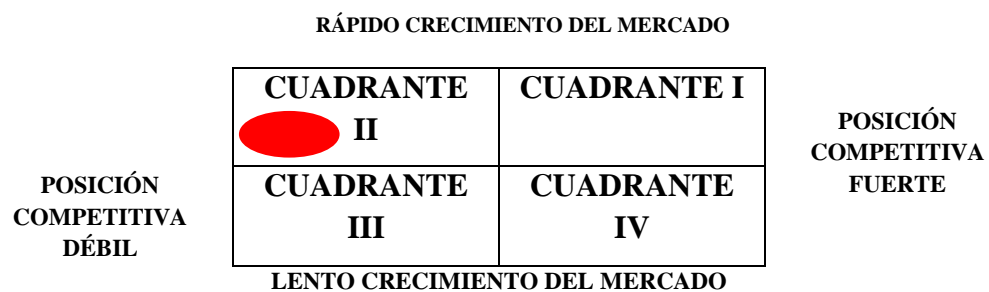 RÁPIDO CRECIMIENTO DEL MERCADO
CUADRANTE
II
CUADRANTE I
POSICIÓN
COMPETITIVA
FUERTE
POSICIÓN
COMPETITIVA
DÉBIL
CUADRANTE
III
CUADRANTE
IV
LENTO CRECIMIENTO DEL MERCADO